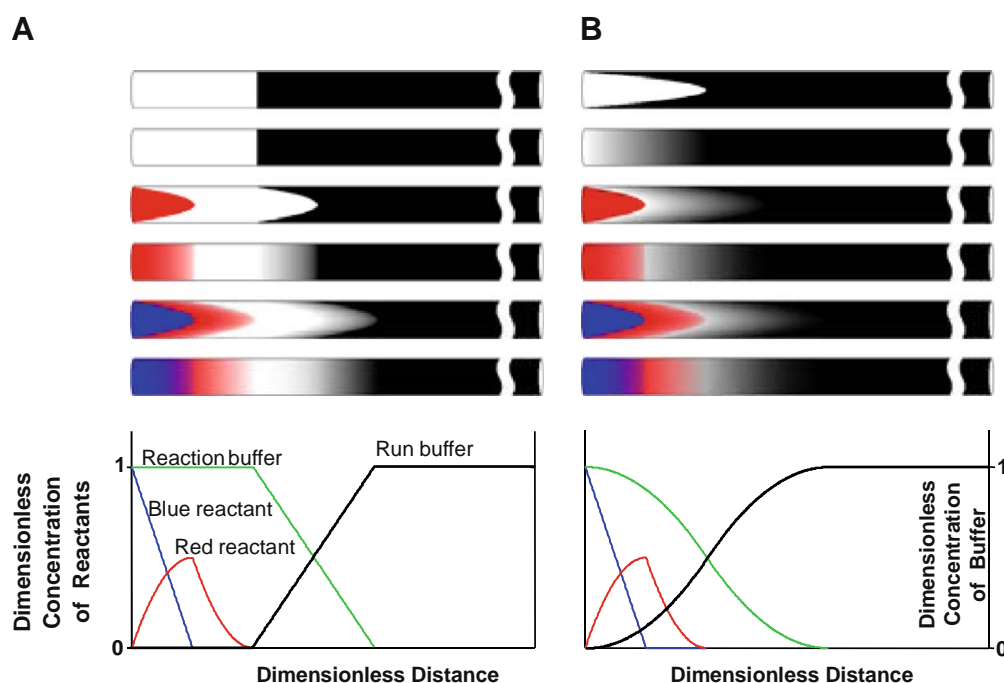 A
B
Reaction buffer
Run buffer
Blue reactant
Red reactant
Dimensionless
Concentration
of Reactants
1
0
Dimensionless Distance
Dimensionless
Concentration
of Buffer
1
0
Dimensionless Distance